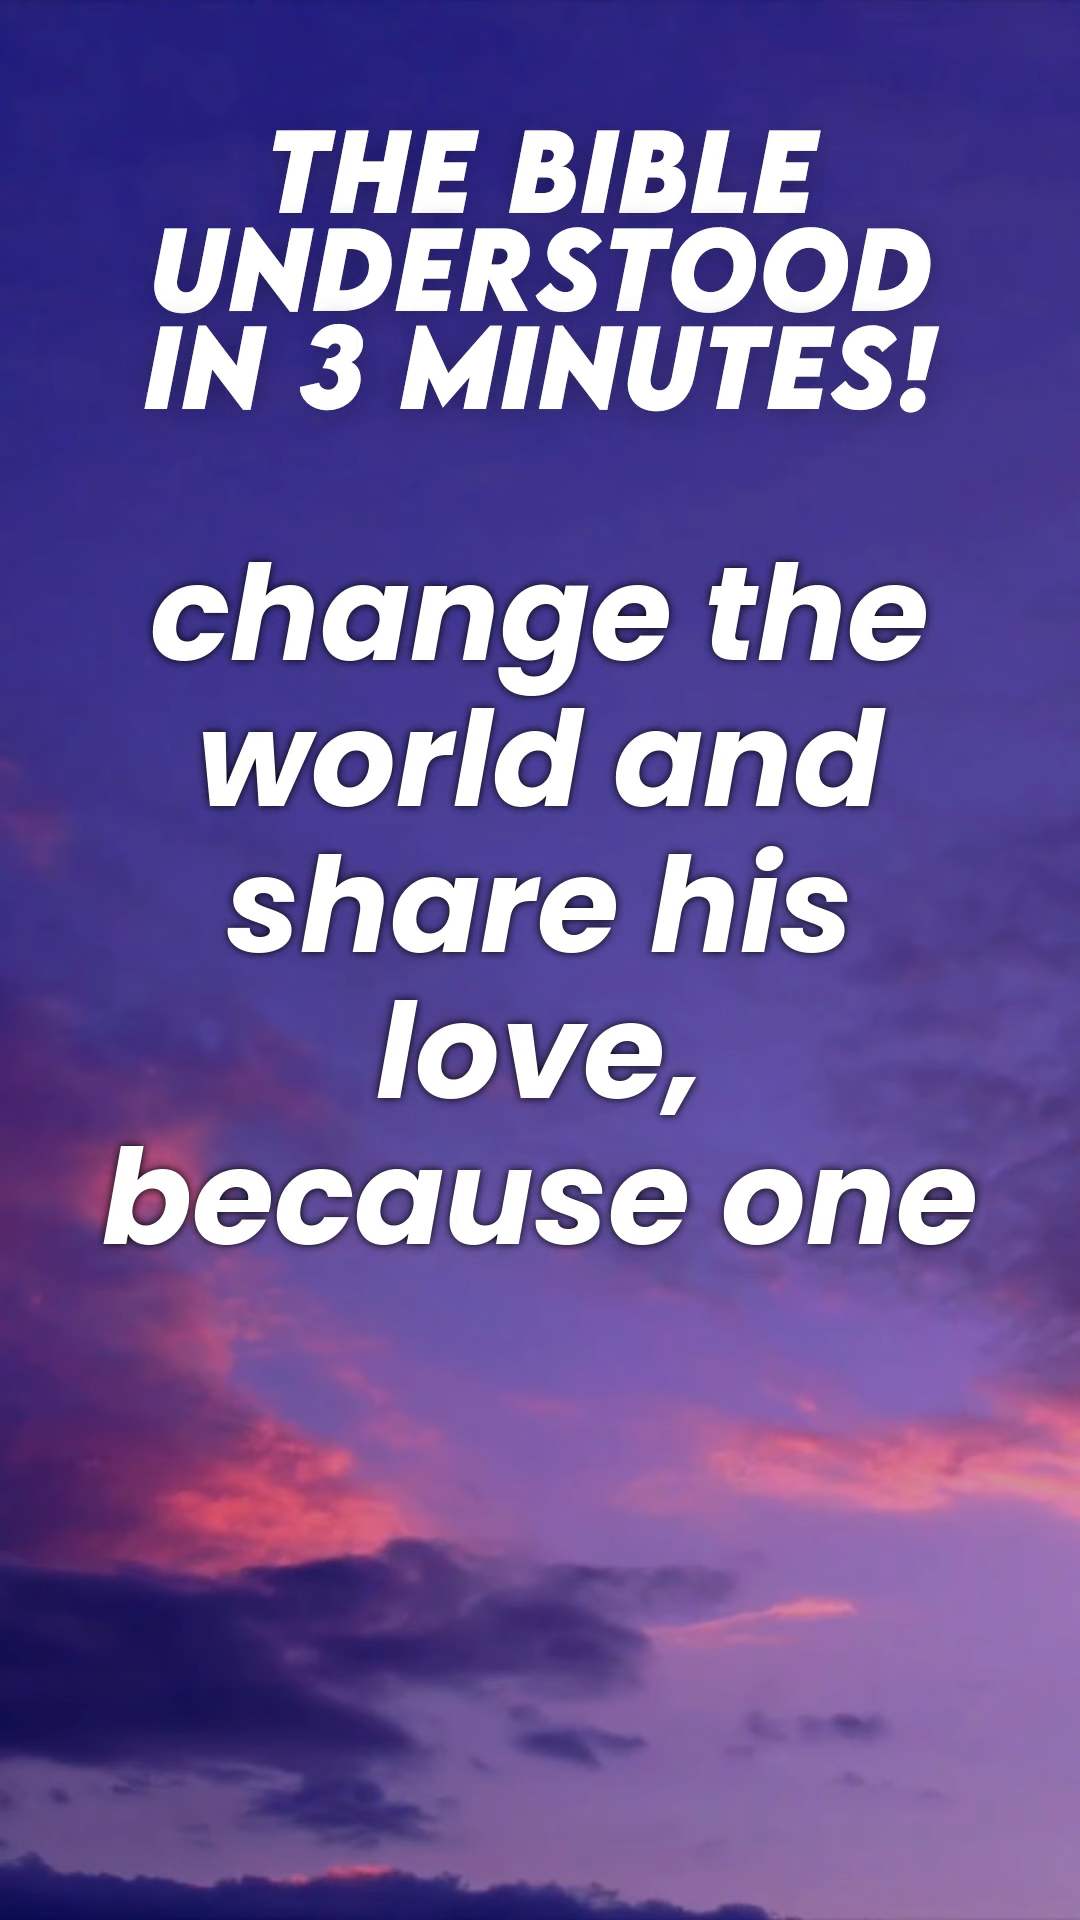 THE BIBLE
UNDERSTOOD
IN 3 MINUTES!
change the
world and
share his
love,
because one